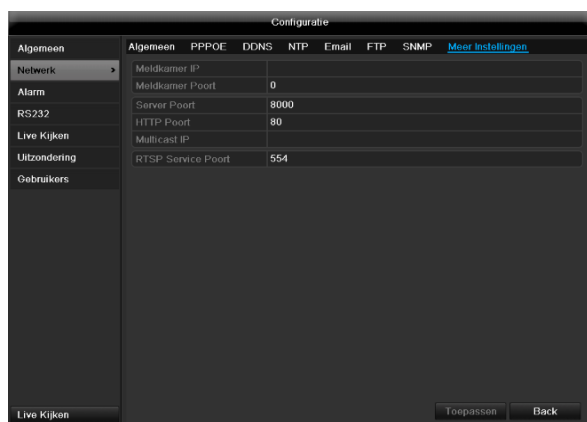 Configuratie
Algemeen
Netwerk
Alarm
RS232
Live Kijken
Uitzondering
Gebruikers
Live Kijken
Algemeen PPPOE DDNS NTP Email FTP SNMP Meer Instellingen
Meldkamer IP
Meldkamer Poort 0
Server Poort 8000
HTTP Poort 80
Multicast IP
RTSP Service Poort 554
Toepassen Back